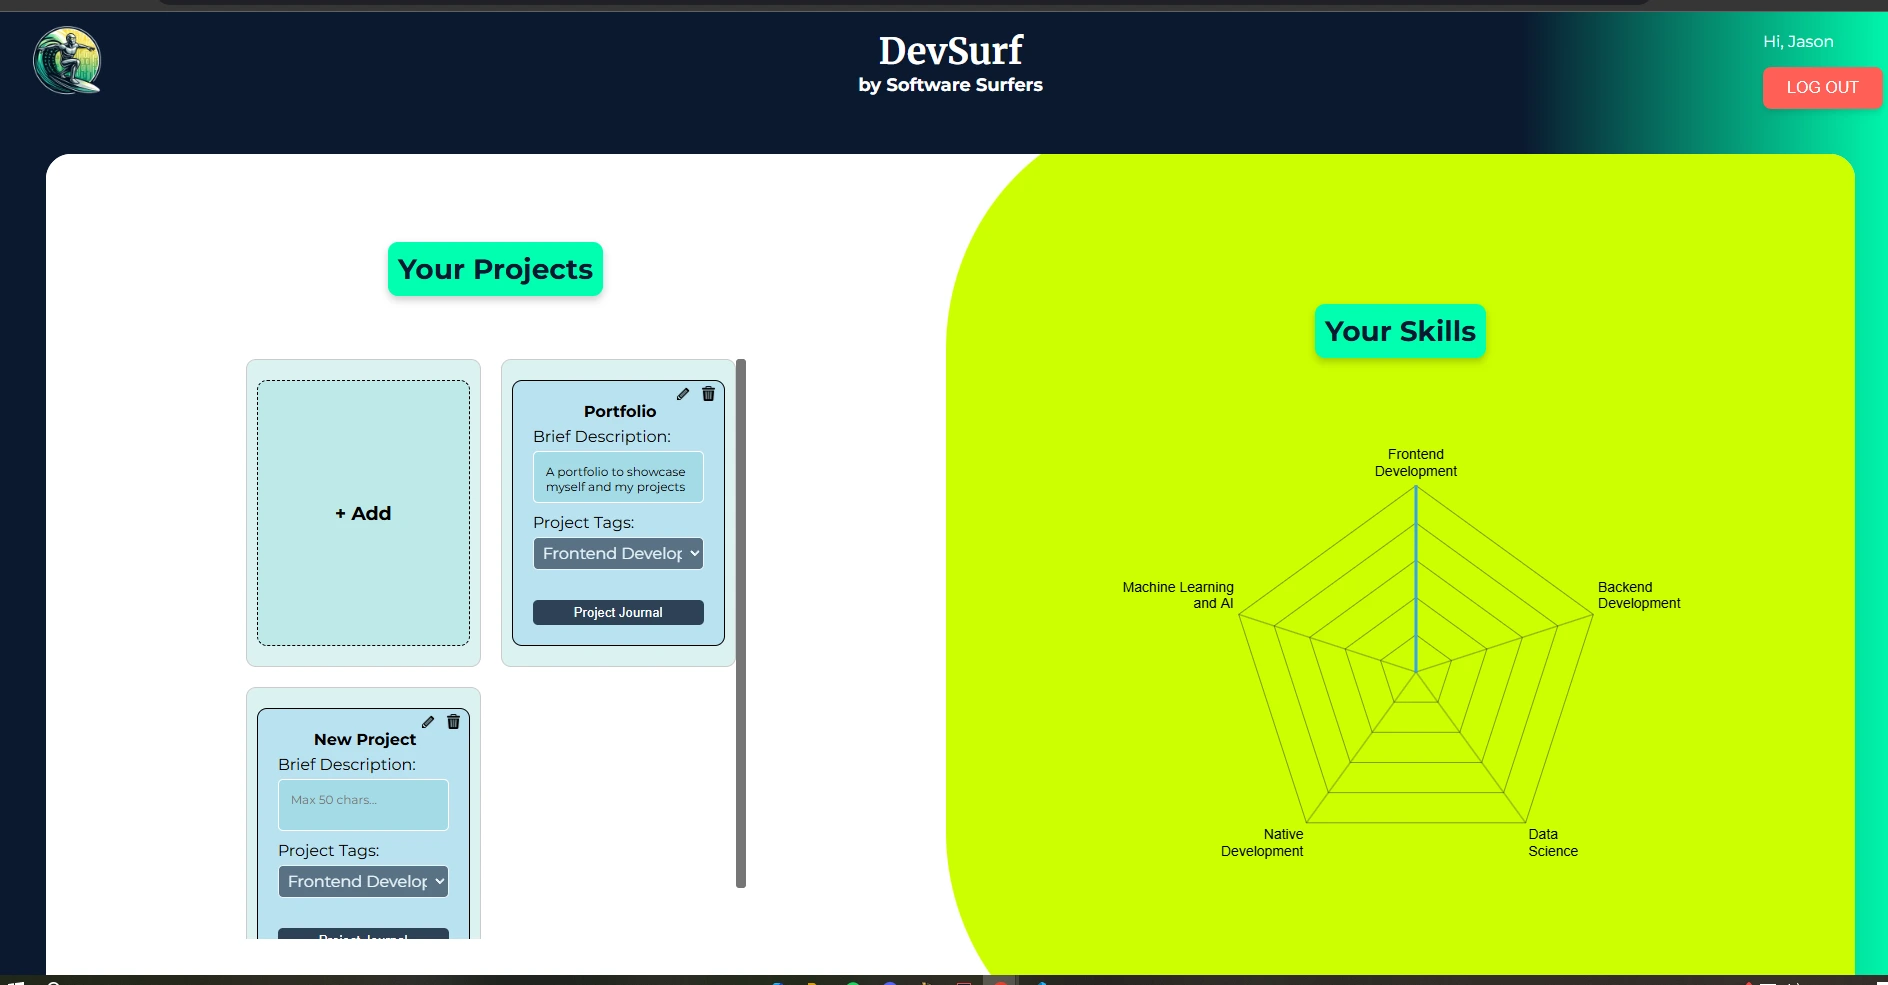 DevSurf
by Software Surfers
Hi, Jason
LOG OUT
Your Projects
+ Add
Portfolio
Brief Description:
A portfolio to showcase
myself and my projects
Project Tags:
Frontend Develop
Project Journal
New Project
Brief Description:
Max 50 chars...
Project Tags:
Frontend Develop
Project Journal
Your Skills
Frontend
Development
Machine Learning
and AI
Backend
Development
Native
Development
Data
Science